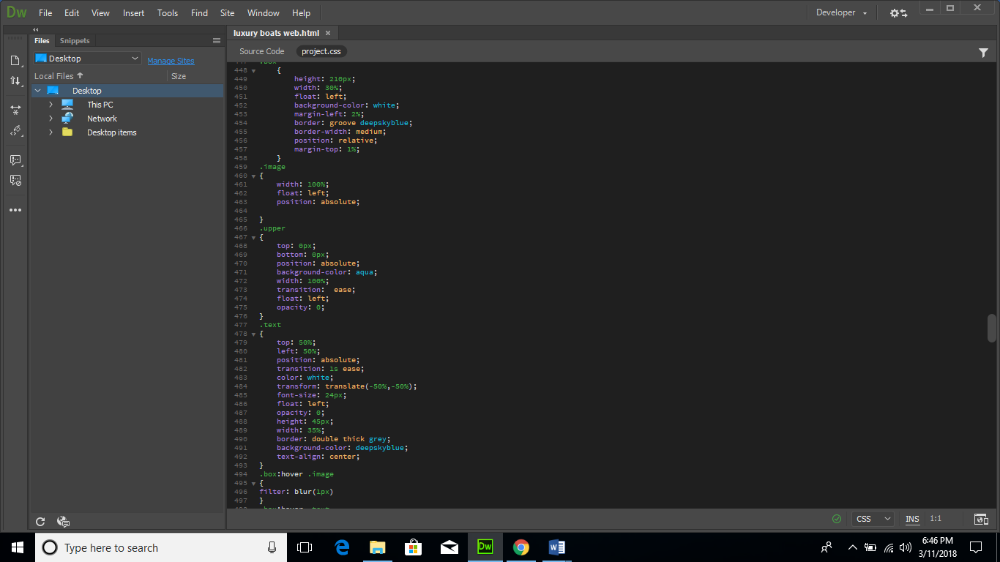 Dw File Edit View Insert Tools Find Site Window Help Developer
Files Snippets
Desktop Manage Sites
Local Files Size
Desktop
This PC
Network
Desktop items
luxury boats web.html
Source Code project.css
448 {
449 height: 210px;
450 width: 30%;
451 float: left;
452 background-color: white;
453 margin-left: 2%;
454 border: groove deepskyblue;
455 border-width: medium;
456 position: relative;
457 margin-top: 1%;
458 }
459 .image
460 {
461 width: 100%;
462 float: left;
463 position: absolute;
464
465 }
466 .upper
467 {
468 top: 0px;
469 bottom: 0px;
470 position: absolute;
471 background-color: aqua;
472 width: 100%;
473 transition:  ease;
474 float: left;
475 opacity: 0;
476 }
477 .text
478 {
479 top: 50%;
480 left: 50%;
481 position: absolute;
482 transition: 1s ease;
483 color: white;
484 transform: translate(-50%,-50%);
485 font-size: 24px;
486 float: left;
487 opacity: 0;
488 height: 45px;
489 width: 35%;
490 border: double thick grey;
491 background-color: deepskyblue;
492 text-align: center;
493 }
494 .box:hover .image
495 {
496 filter: blur(1px)
497 }
CSS INS 1:1
Type here to search
Dw
6:46 PM
3/11/2018